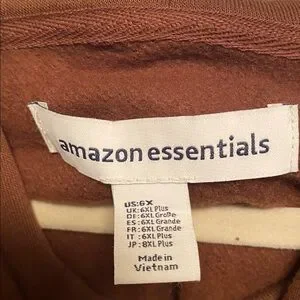 amazon essentials
US:6X
UK:6XL Plus
DE:6XL Große
ES:6XL Grande
FR:6XL Grande
IT :6XL Plus
JP:8XL Plus
Made in
Vietnam